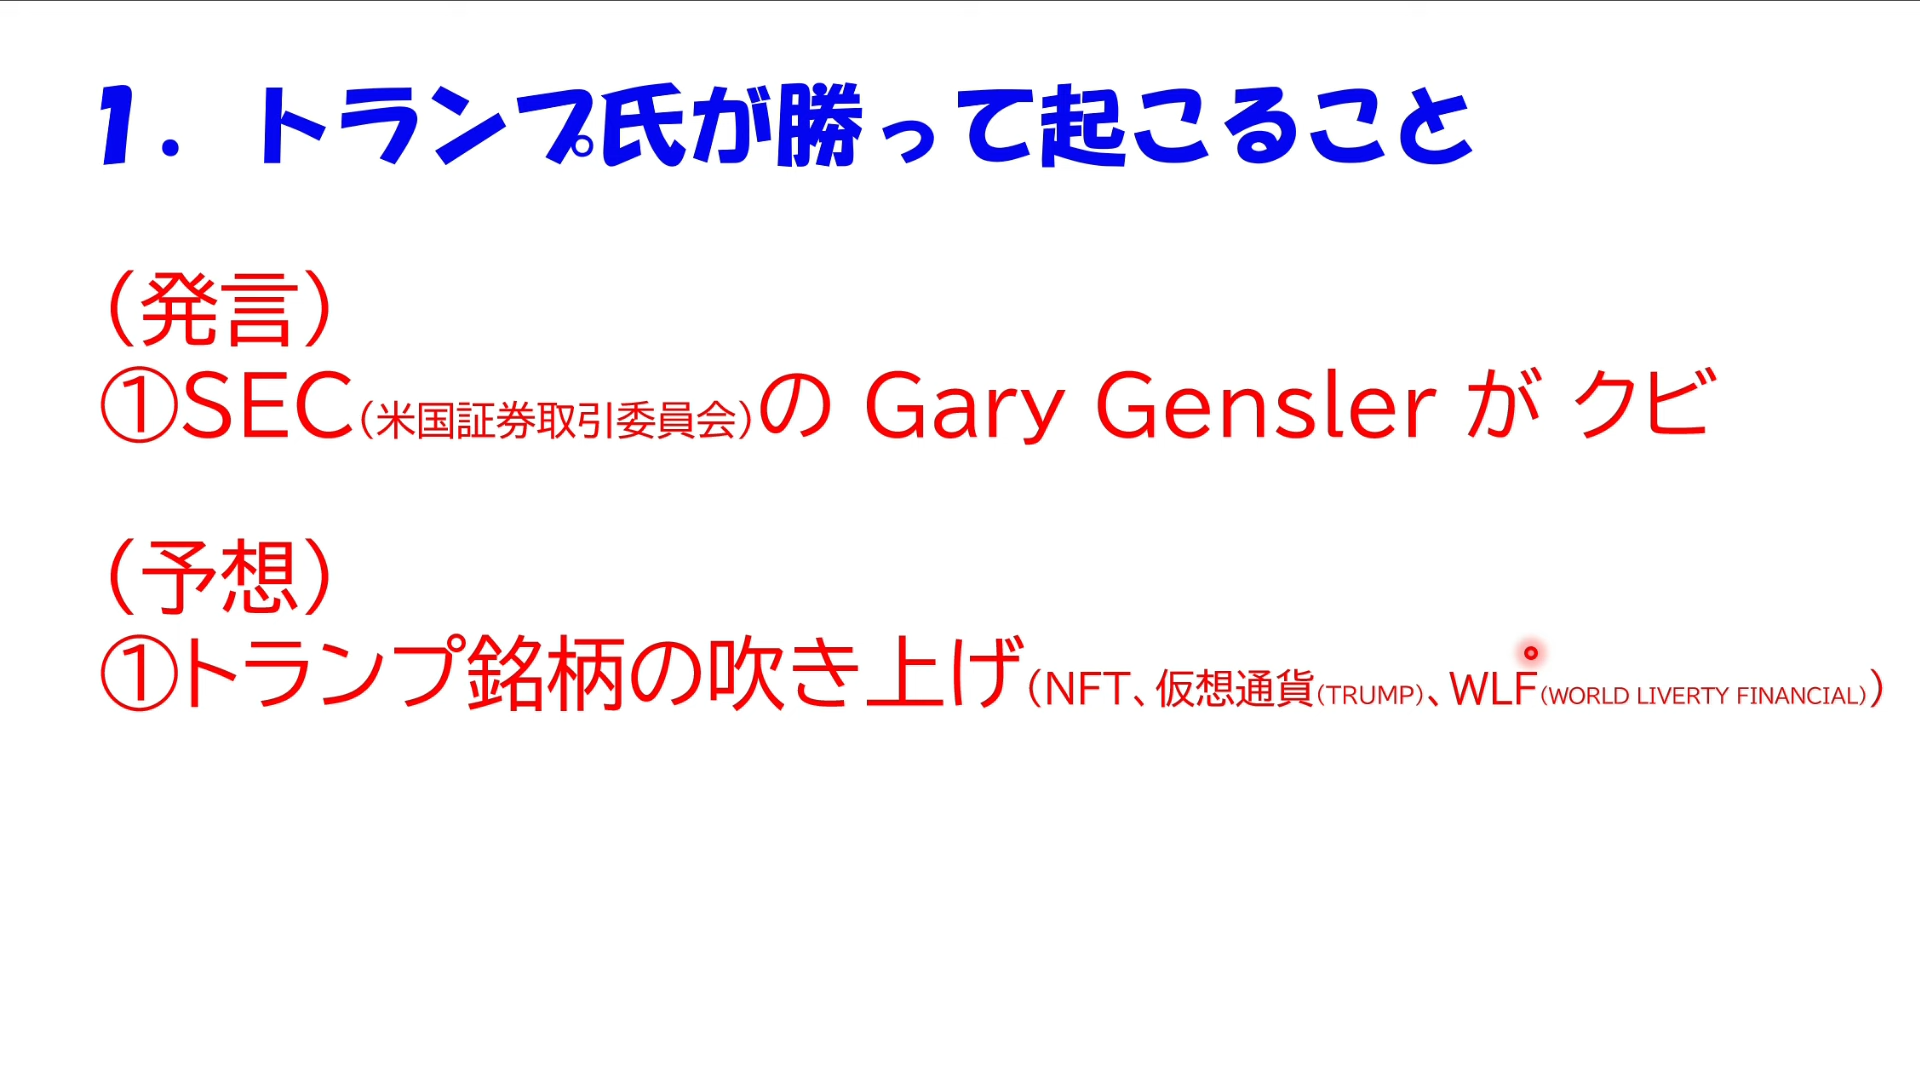 1. トランプ氏が勝って起こること
（発言）
①SEC（米国証券取引委員会）の Gary Gensler が クビ
（予想）
①トランプ銘柄の吹き上げ（NFT、仮想通貨（TRUMP）、WLF（WORLD LIVERTY FINANCIAL））